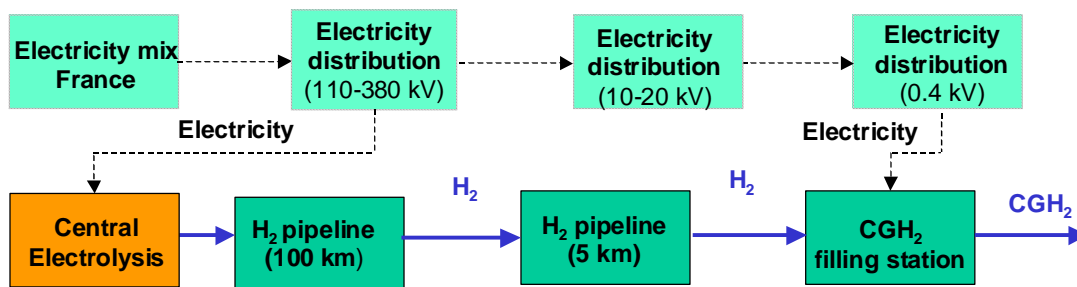 Electricity mix
France
Electricity
distribution
(110-380 kV)
Electricity
distribution
(10-20 kV)
Electricity
distribution
(0.4 kV)
Electricity
Electricity
Central
Electrolysis
H₂ pipeline
(100 km)
H₂
H₂ pipeline
(5 km)
H₂
CGH₂
filling station
CGH₂